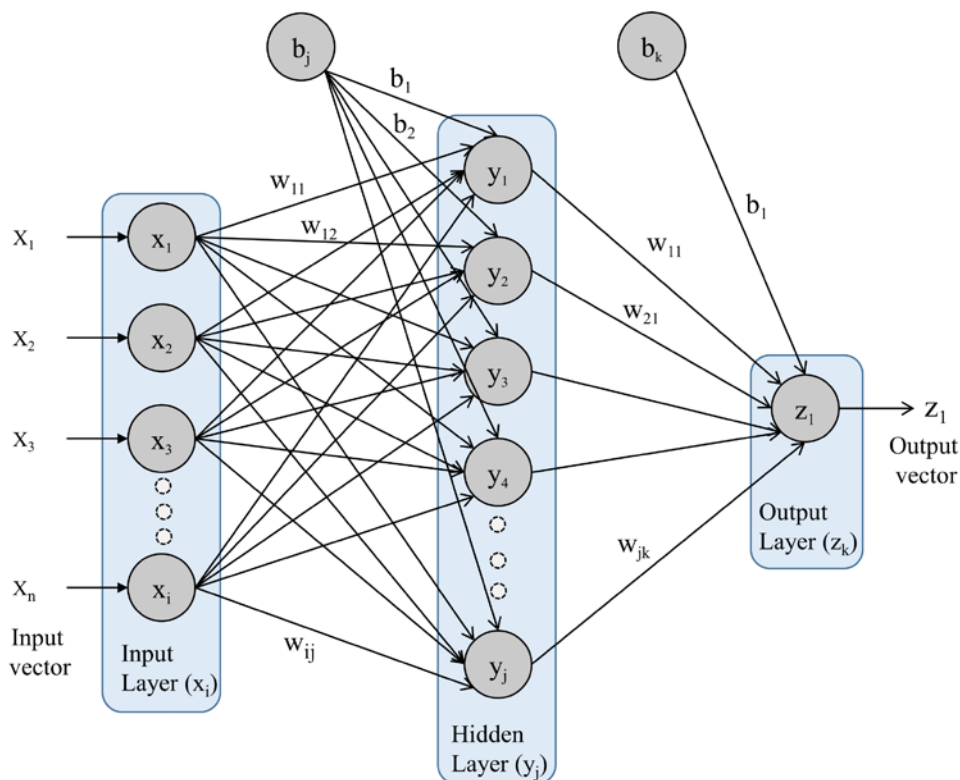 b_j
b_k
b_1
b_2
y_1
w_11
x_1
X_1
w_12
b_1
w_11
y_2
w_21
X_2
x_2
y_3
z_1
z_1
X_3
x_3
Output
vector
y_4
Output
Layer (z_k)
w_jk
X_n
x_i
Input
vector
w_ij
Input
Layer (x_i)
y_j
Hidden
Layer (y_j)